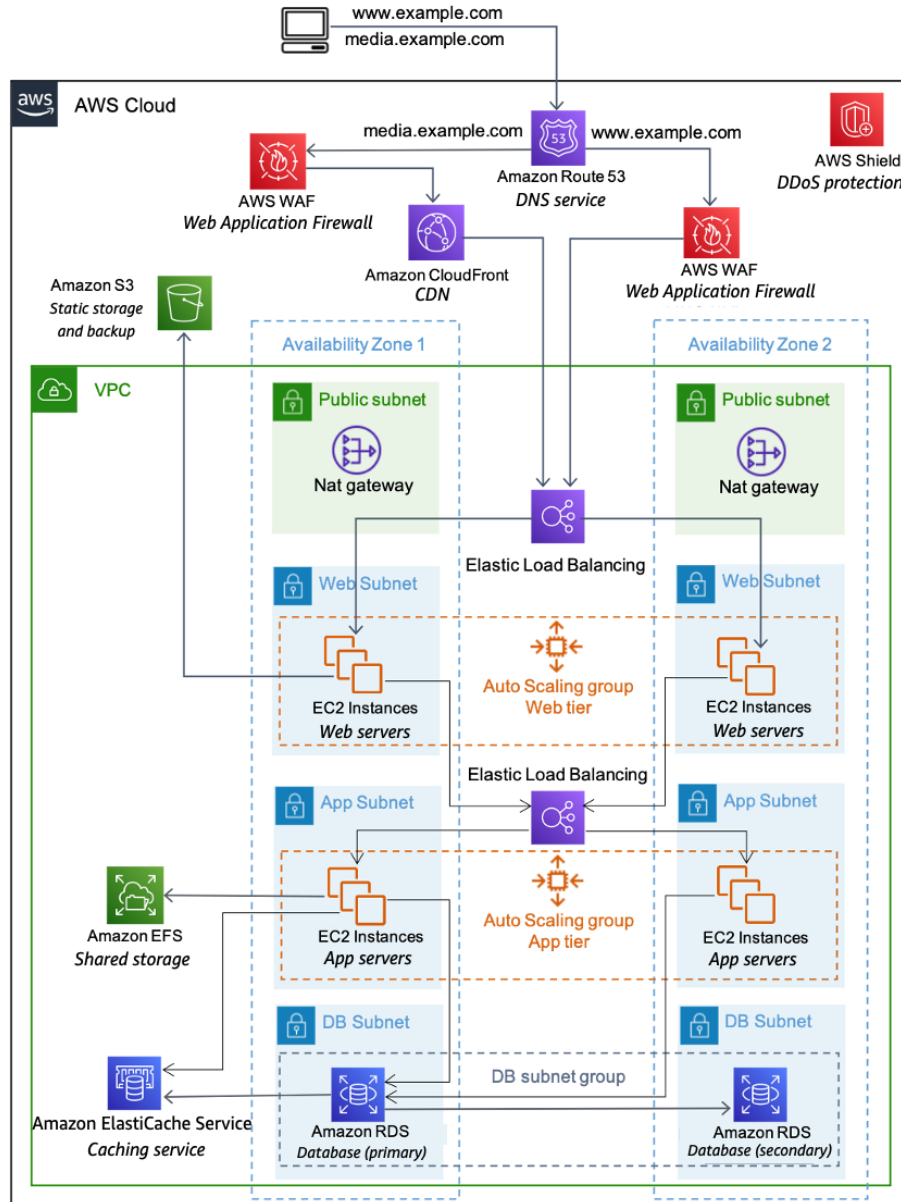 www.example.com
media.example.com
aws
AWS Cloud
media.example.com
53
www.example.com
Amazon Route 53
DNS service
AWS Shield
DDoS protection
AWS WAF
Web Application Firewall
Amazon CloudFront
CDN
AWS WAF
Web Application Firewall
Amazon S3
Static storage
and backup
Availability Zone 1
Availability Zone 2
VPC
Public subnet
Nat gateway
Public subnet
Nat gateway
Elastic Load Balancing
Web Subnet
Web Subnet
EC2 Instances
Web servers
Auto Scaling group
Web tier
EC2 Instances
Web servers
Elastic Load Balancing
App Subnet
App Subnet
EC2 Instances
App servers
Auto Scaling group
App tier
EC2 Instances
App servers
Amazon EFS
Shared storage
DB Subnet
DB Subnet
DB subnet group
Amazon ElastiCache Service
Caching service
Amazon RDS
Database (primary)
Amazon RDS
Database (secondary)